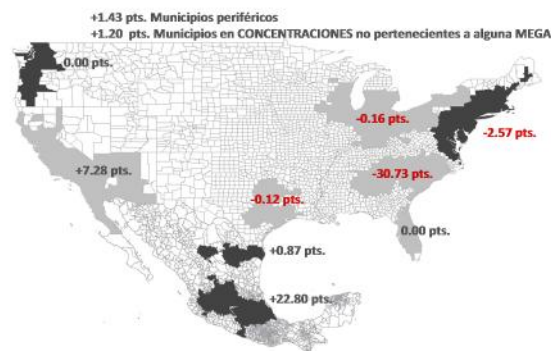 +1.43 pts. Municipios periféricos
+1.20 pts. Municipios en CONCENTRACIONES no pertenecientes a alguna MEGA
0.00 pts.
-0.16 pts.
-2.57 pts.
+7.28 pts.
-30.73 pts.
-0.12 pts.
0.00 pts.
+0.87 pts.
+22.80 pts.